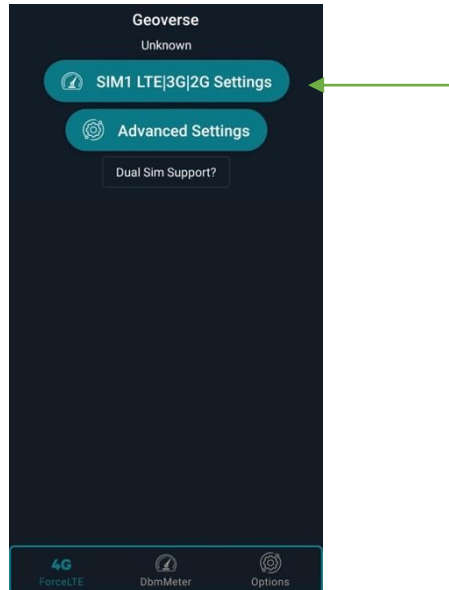 Geoverse
Unknown
SIM1 LTE|3G|2G Settings
Advanced Settings
Dual Sim Support?
4G
ForceLTE
DbmMeter
Options